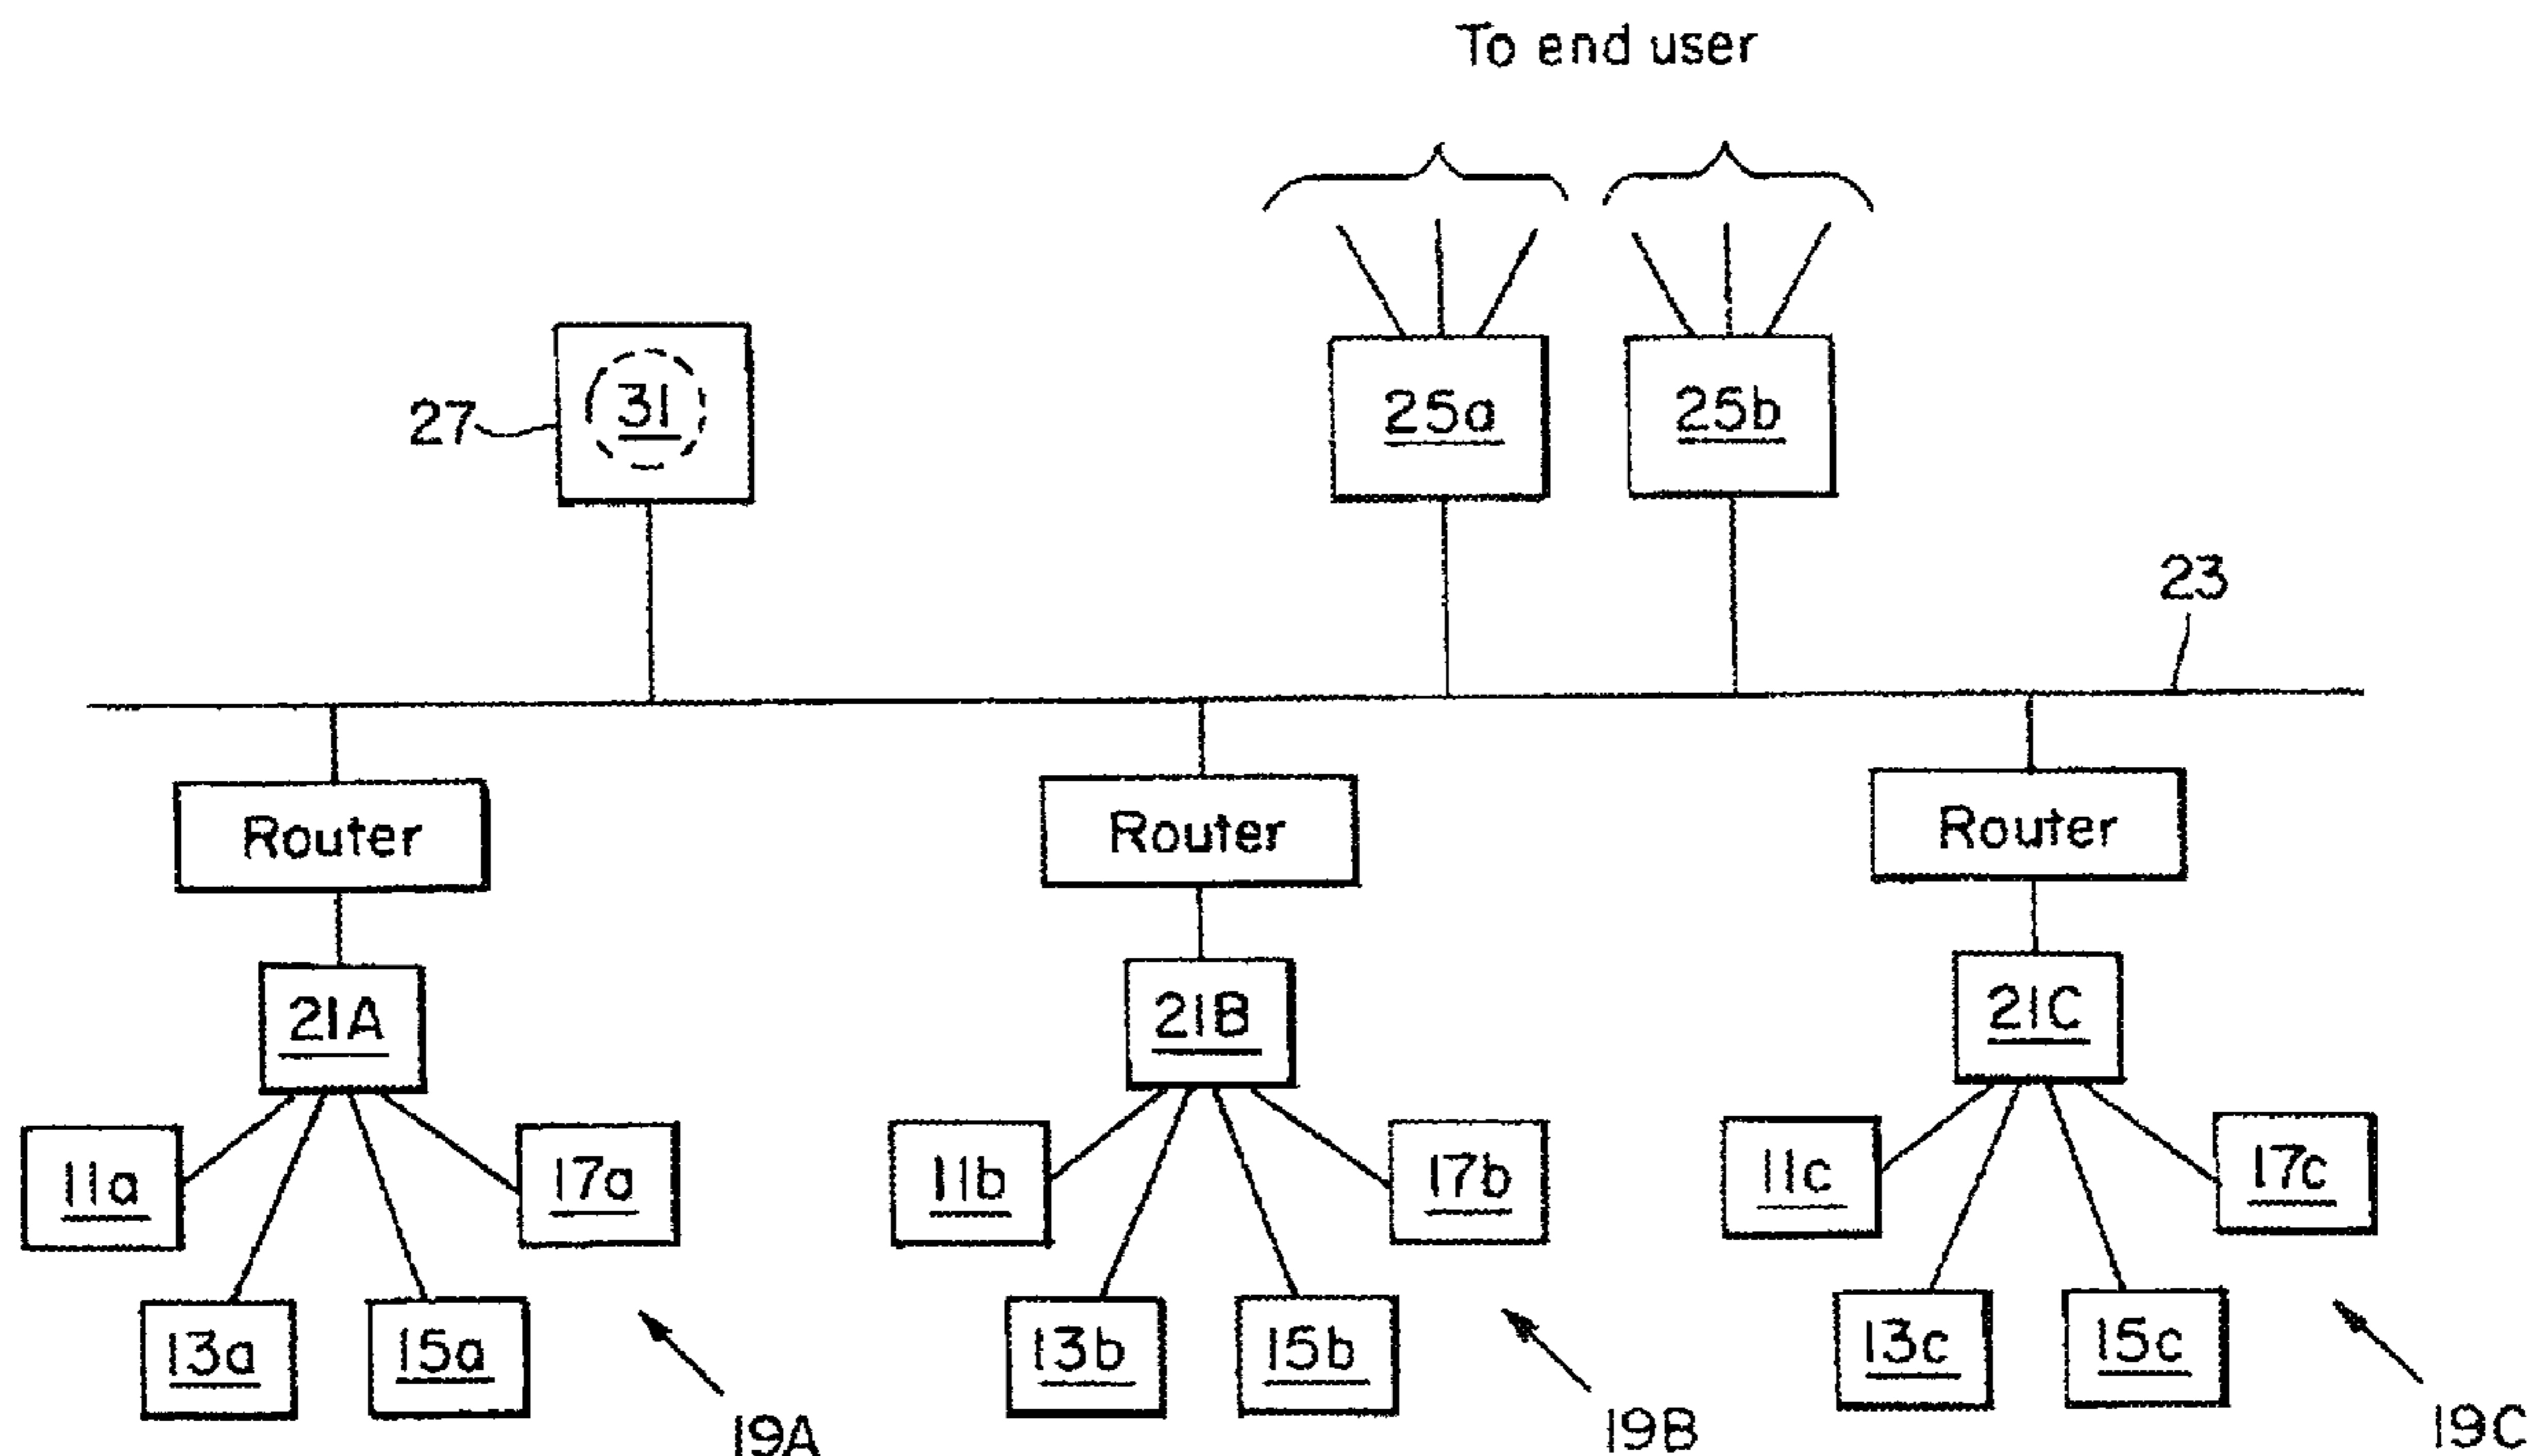 To end user
27
31
25a
25b
23
Router
Router
Router
21A
21B
21C
11a
17a
11b
17b
11c
17c
13a
15a
13b
15b
13c
15c
19A
19B
19C